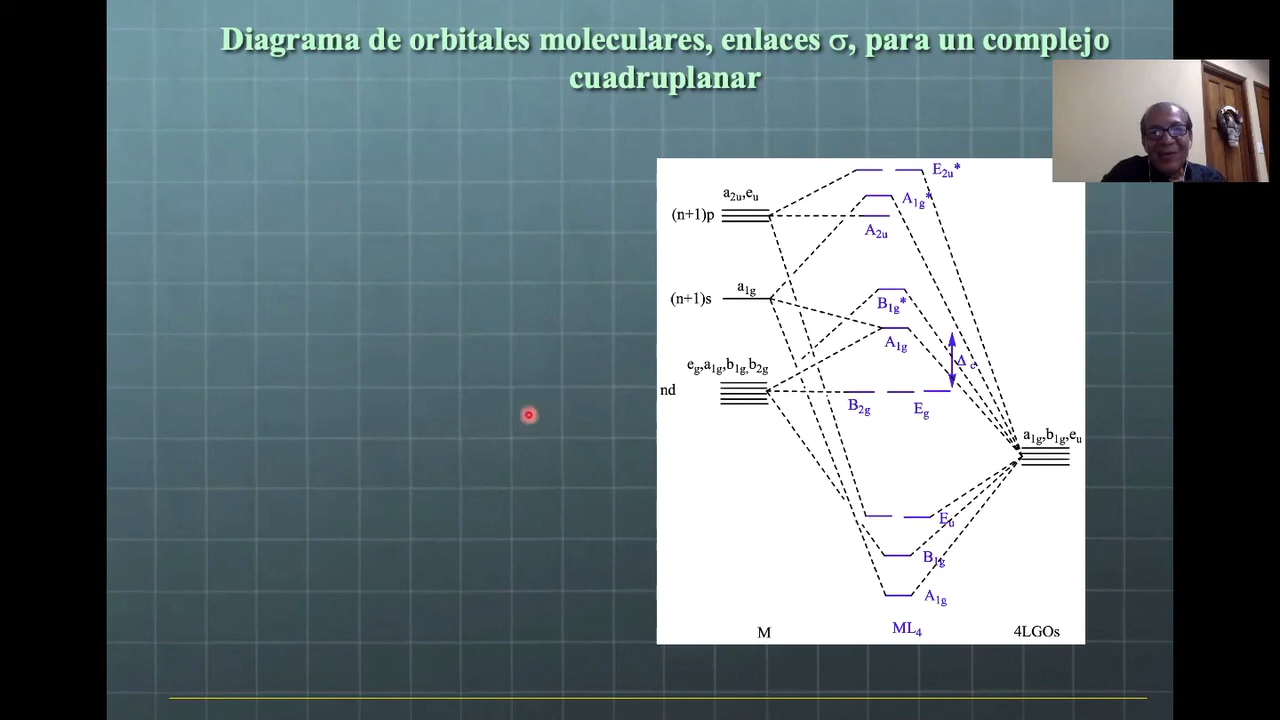 Diagrama de orbitales moleculares, enlaces σ, para un complejo
cuadruplanar
E2u*
a2u,eu
A1g*
(n+1)p
A2u
a1g
(n+1)s
B1g*
A1g
Δ
eg,a1g,b1g,b2g
nd
B2g
Eg
a1g,b1g,eu
Eu
B1g
A1g
M
ML4
4LGOs